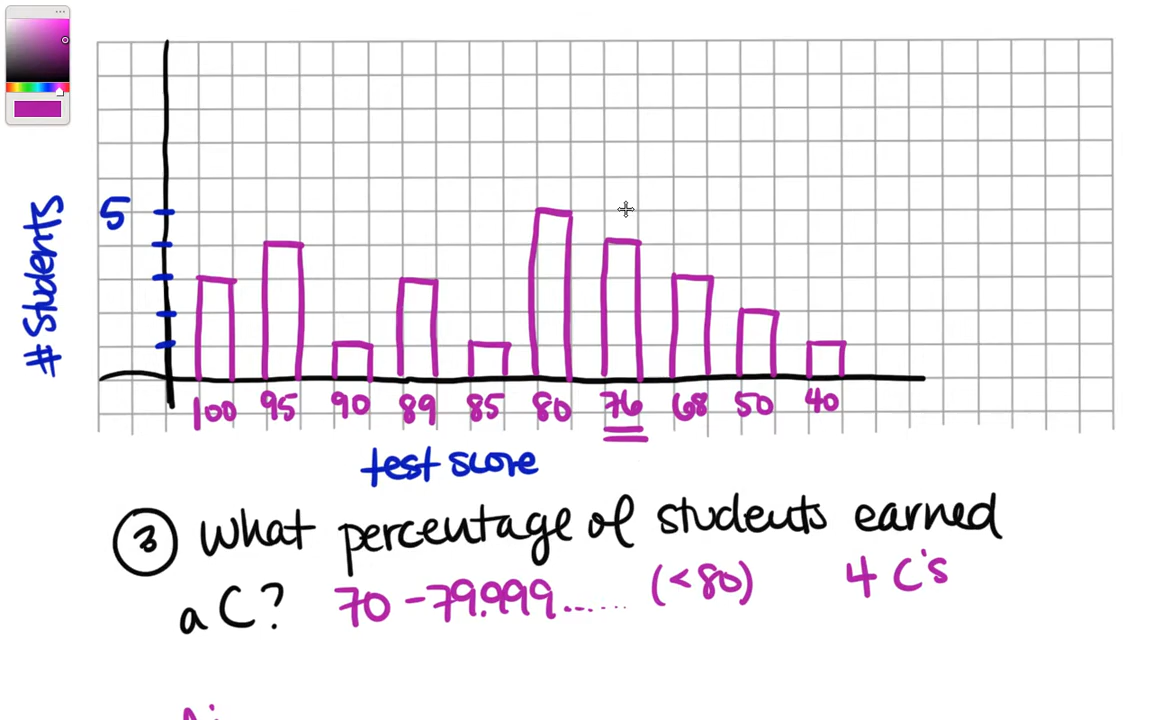 # Students
5
100 95 90 89 85 80 76 68 50 40
test score
3 What percentage of students earned
a C? 70-79.999...... (<80) 4 C's